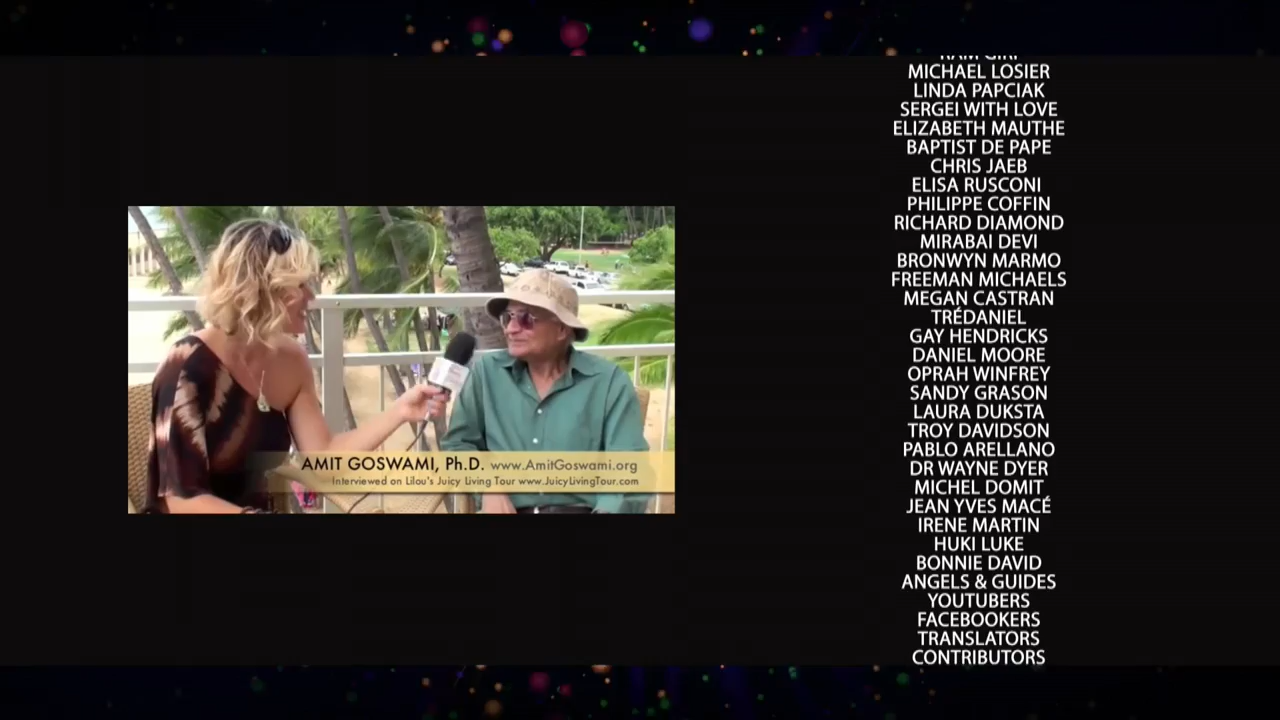 AMIT GOSWAMI, Ph.D. www.AmitGoswami.org
Interviewed on Lilou's Juicy Living Tour www.JuicyLivingTour.com
RAM GIRI
MICHAEL LOSIER
LINDA PAPCIAK
SERGEI WITH LOVE
ELIZABETH MAUTHE
BAPTIST DE PAPE
CHRIS JAEB
ELISA RUSCONI
PHILIPPE COFFIN
RICHARD DIAMOND
MIRABAI DEVI
BRONWYN MARMO
FREEMAN MICHAELS
MEGAN CASTRAN
TRÉDANIEL
GAY HENDRICKS
DANIEL MOORE
OPRAH WINFREY
SANDY GRASON
LAURA DUKSTA
TROY DAVIDSON
PABLO ARELLANO
DR WAYNE DYER
MICHEL DOMIT
JEAN YVES MACÉ
IRENE MARTIN
HUKI LUKE
BONNIE DAVID
ANGELS & GUIDES
YOUTUBERS
FACEBOOKERS
TRANSLATORS
CONTRIBUTORS